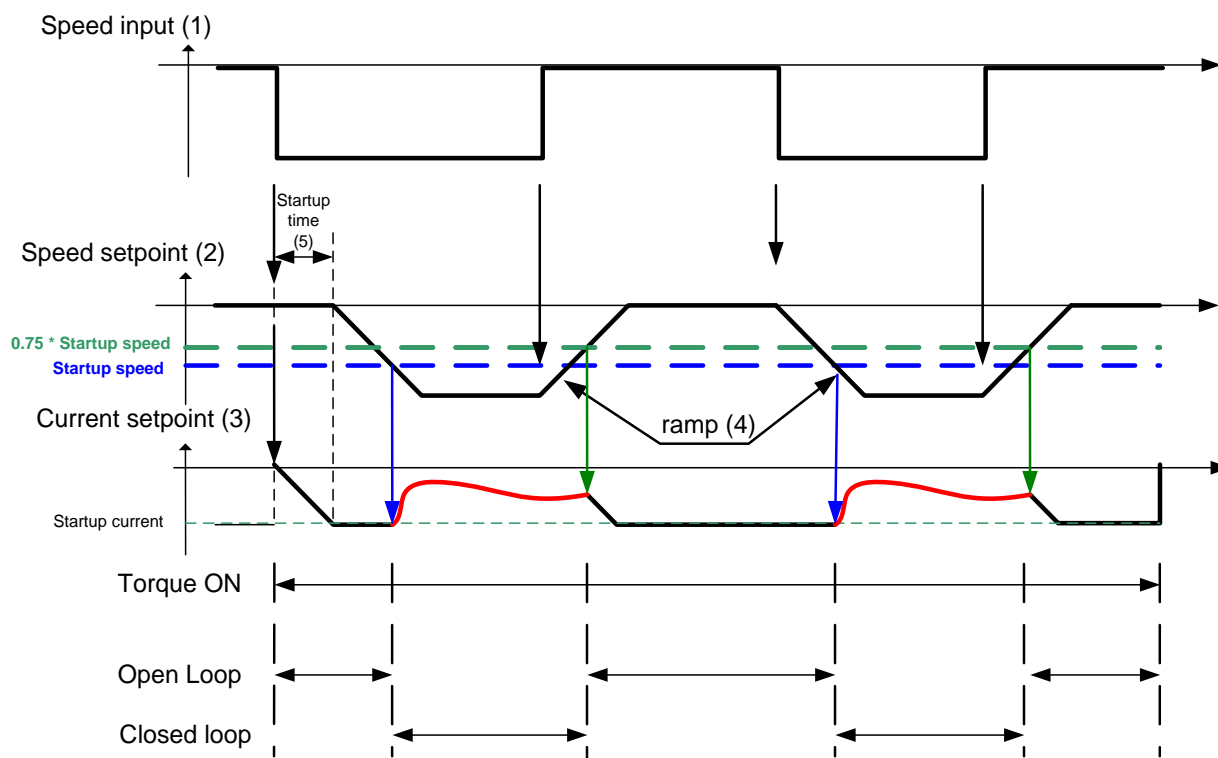 Speed input (1)
Startup
time
(5)
Speed setpoint (2)
0.75 * Startup speed
Startup speed
Current setpoint (3)
ramp (4)
Startup current
Torque ON
Open Loop
Closed loop